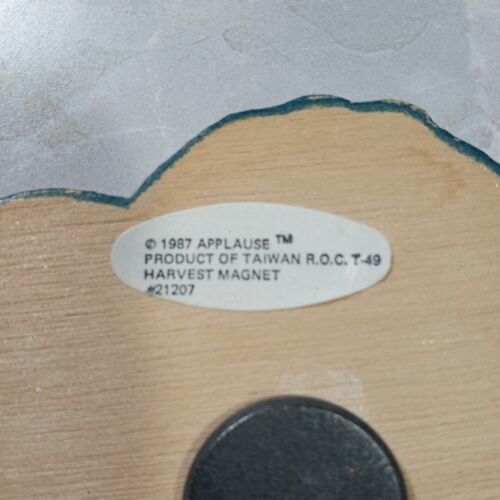 © 1987 APPLAUSE ™
PRODUCT OF TAIWAN R.O.C. T-49
HARVEST MAGNET
#21207